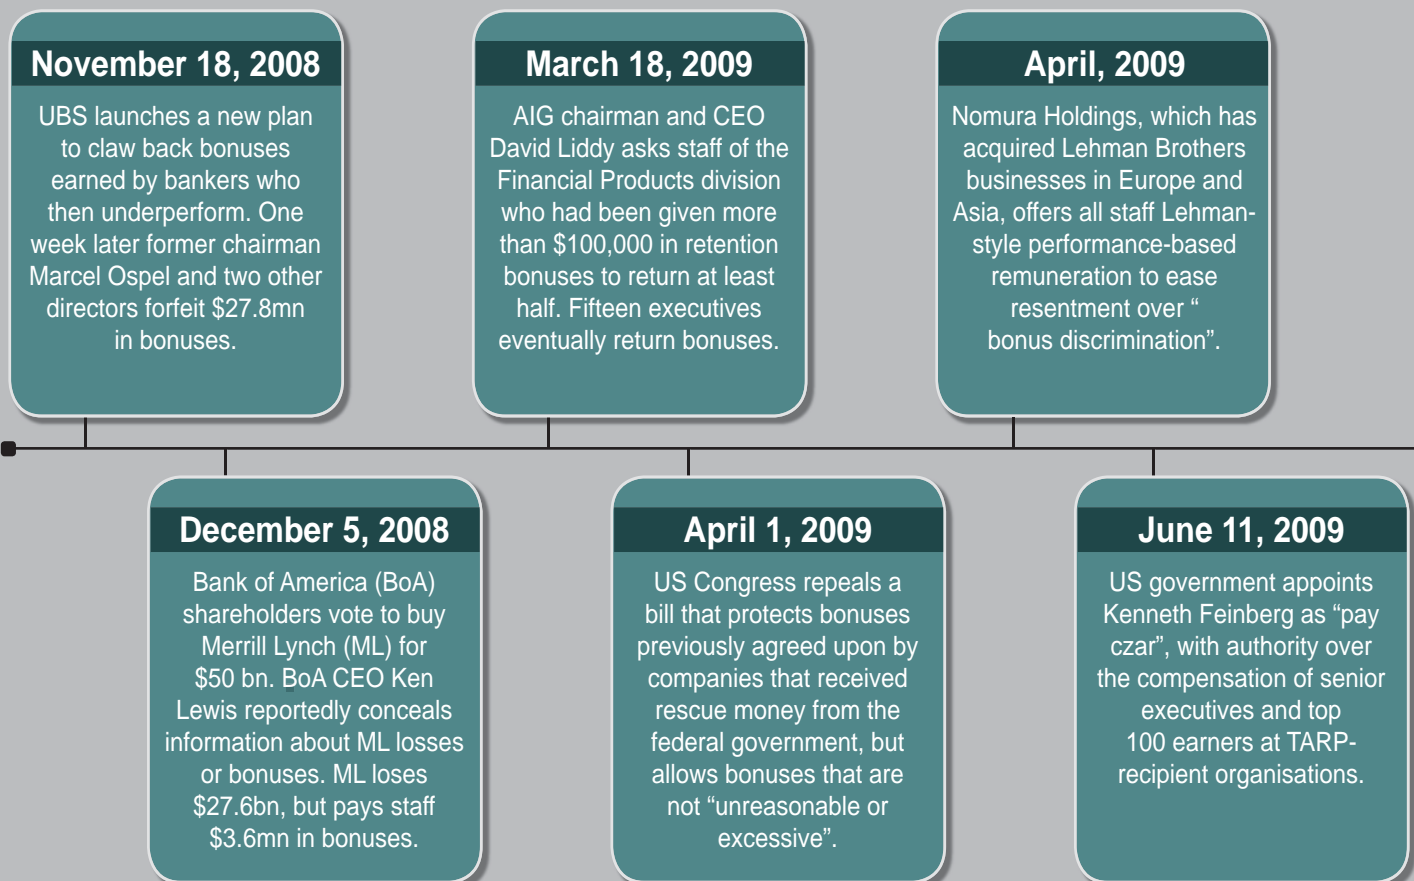 November 18, 2008
UBS launches a new plan
to claw back bonuses
earned by bankers who
then underperform. One
week later former chairman
Marcel Ospel and two other
directors forfeit $27.8mn
in bonuses.
December 5, 2008
Bank of America (BoA)
shareholders vote to buy
Merrill Lynch (ML) for
$50 bn. BoA CEO Ken
Lewis reportedly conceals
information about ML losses
or bonuses. ML loses
$27.6bn, but pays staff
$3.6mn in bonuses.
March 18, 2009
AIG chairman and CEO
David Liddy asks staff of the
Financial Products division
who had been given more
than $100,000 in retention
bonuses to return at least
half. Fifteen executives
eventually return bonuses.
April 1, 2009
US Congress repeals a
bill that protects bonuses
previously agreed upon by
companies that received
rescue money from the
federal government, but
allows bonuses that are
not “unreasonable or
excessive”.
April, 2009
Nomura Holdings, which has
acquired Lehman Brothers
businesses in Europe and
Asia, offers all staff Lehman-
style performance-based
remuneration to ease
resentment over “
bonus discrimination”.
June 11, 2009
US government appoints
Kenneth Feinberg as “pay
czar”, with authority over
the compensation of senior
executives and top
100 earners at TARP-
recipient organisations.